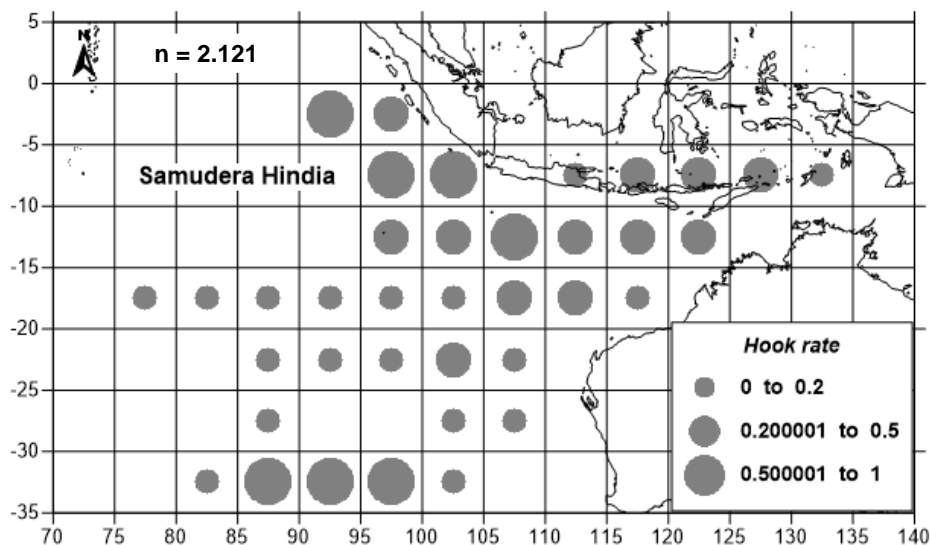 5
N
n = 2.121
0
-5
Samudera Hindia
-10
-15
-20
Hook rate
-25
0 to 0.2
0.200001 to 0.5
-30
0.500001 to 1
-35
70 75 80 85 90 95 100 105 110 115 120 125 130 135 140